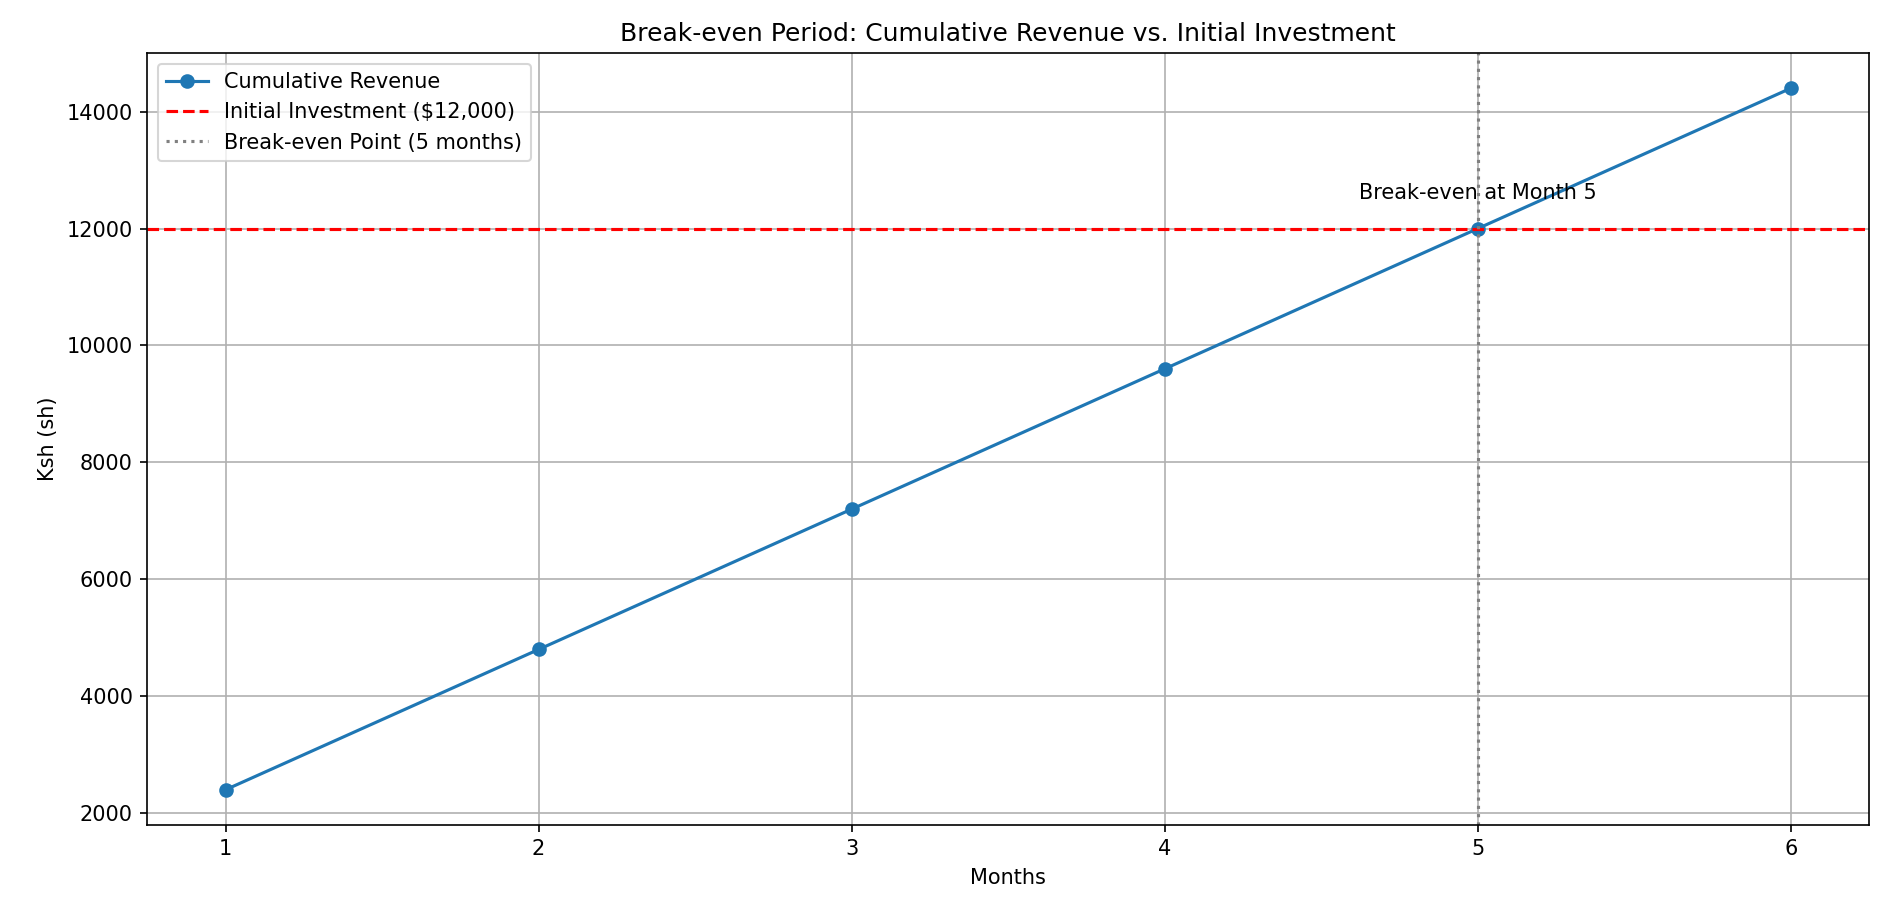 Break-even Period: Cumulative Revenue vs. Initial Investment
Cumulative Revenue
Initial Investment ($12,000)
Break-even Point (5 months)
Break-even at Month 5
14000
12000
10000
8000
6000
4000
2000
Ksh (sh)
1 2 3 4 5 6
Months